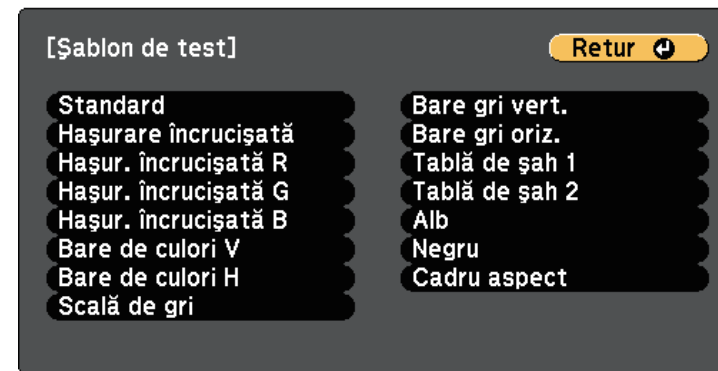 [Şablon de test]
Retur
Standard
Haşurare încrucişată
Haşur. încrucişată R
Haşur. încrucişată G
Haşur. încrucişată B
Bare de culori V
Bare de culori H
Scală de gri
Bare gri vert.
Bare gri oriz.
Tablă de şah 1
Tablă de şah 2
Alb
Negru
Cadru aspect